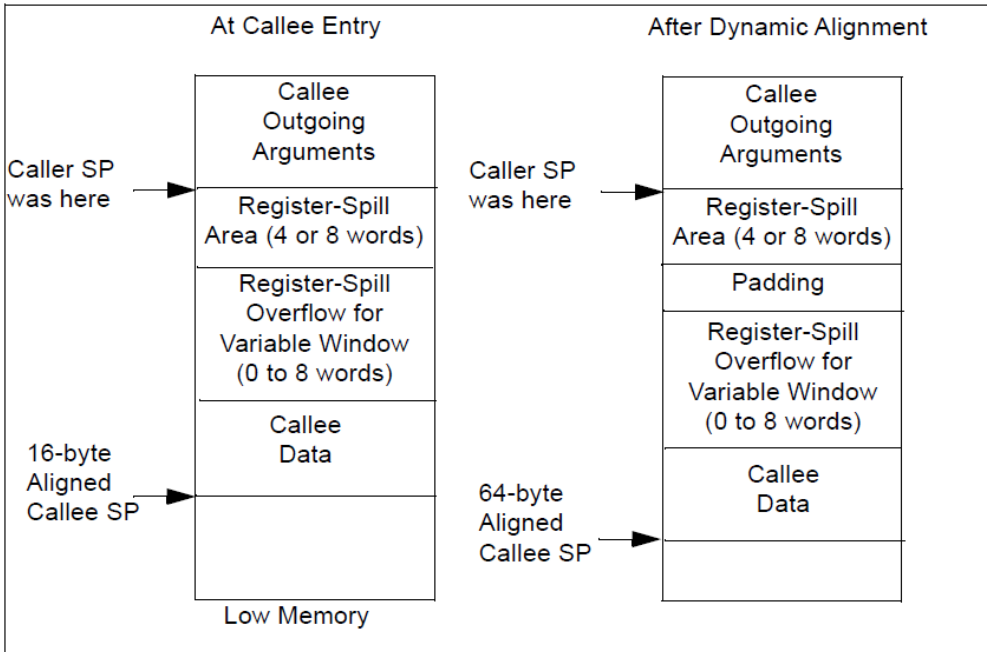 At Callee Entry
Callee
Outgoing
Arguments
Caller SP
was here
Register-Spill
Area (4 or 8 words)
Register-Spill
Overflow for
Variable Window
(0 to 8 words)
Callee
Data
16-byte
Aligned
Callee SP
Low Memory
After Dynamic Alignment
Callee
Outgoing
Arguments
Caller SP
was here
Register-Spill
Area (4 or 8 words)
Padding
Register-Spill
Overflow for
Variable Window
(0 to 8 words)
Callee
Data
64-byte
Aligned
Callee SP